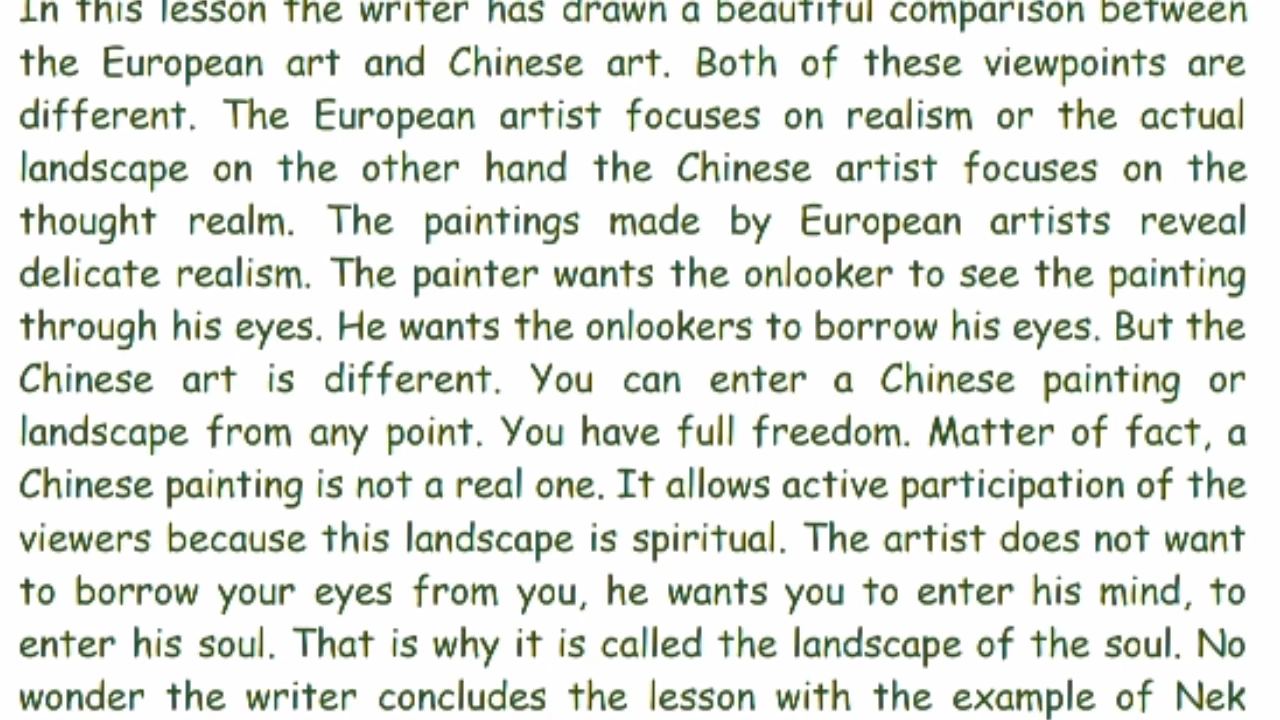 In this lesson the writer has drawn a beautiful comparison between
the European art and Chinese art. Both of these viewpoints are
different. The European artist focuses on realism or the actual
landscape on the other hand the Chinese artist focuses on the
thought realm. The paintings made by European artists reveal
delicate realism. The painter wants the onlooker to see the painting
through his eyes. He wants the onlookers to borrow his eyes. But the
Chinese art is different. You can enter a Chinese painting or
landscape from any point. You have full freedom. Matter of fact, a
Chinese painting is not a real one. It allows active participation of the
viewers because this landscape is spiritual. The artist does not want
to borrow your eyes from you, he wants you to enter his mind, to
enter his soul. That is why it is called the landscape of the soul. No
wonder the writer concludes the lesson with the example of Nek